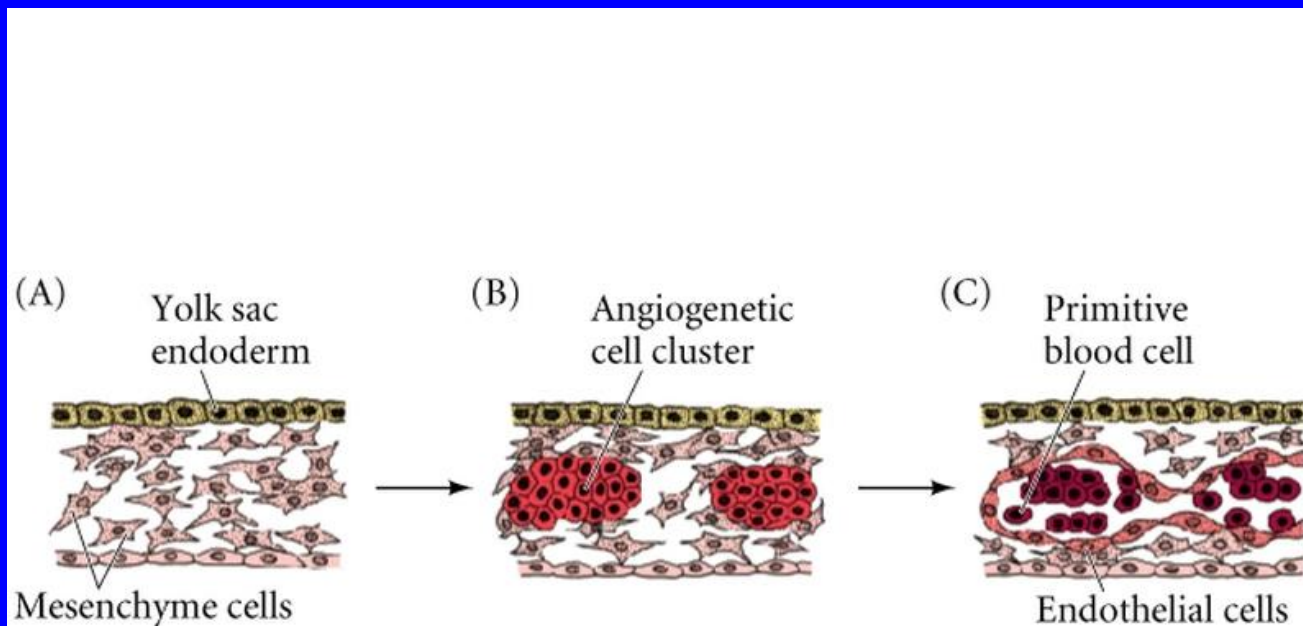 (A)
Yolk sac
endoderm
Mesenchyme cells
(B)
Angiogenetic
cell cluster
(C)
Primitive
blood cell
Endothelial cells